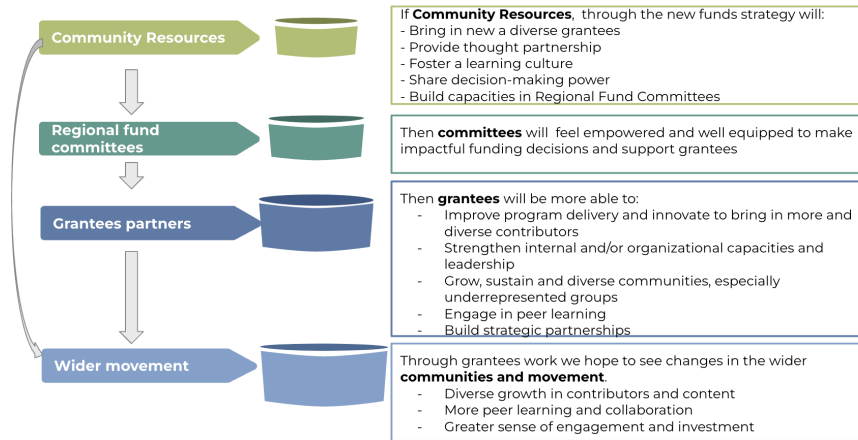 Community Resources
If Community Resources, through the new funds strategy will:
- Bring in new a diverse grantees
- Provide thought partnership
- Foster a learning culture
- Share decision-making power
- Build capacities in Regional Fund Committees
Regional fund
committees
Then committees will feel empowered and well equipped to make
impactful funding decisions and support grantees
Grantees partners
Then grantees will be more able to:
- Improve program delivery and innovate to bring in more and
diverse contributors
- Strengthen internal and/or organizational capacities and
leadership
- Grow, sustain and diverse communities, especially
underrepresented groups
- Engage in peer learning
- Build strategic partnerships
Wider movement
Through grantees work we hope to see changes in the wider
communities and movement.
- Diverse growth in contributors and content
- More peer learning and collaboration
- Greater sense of engagement and investment